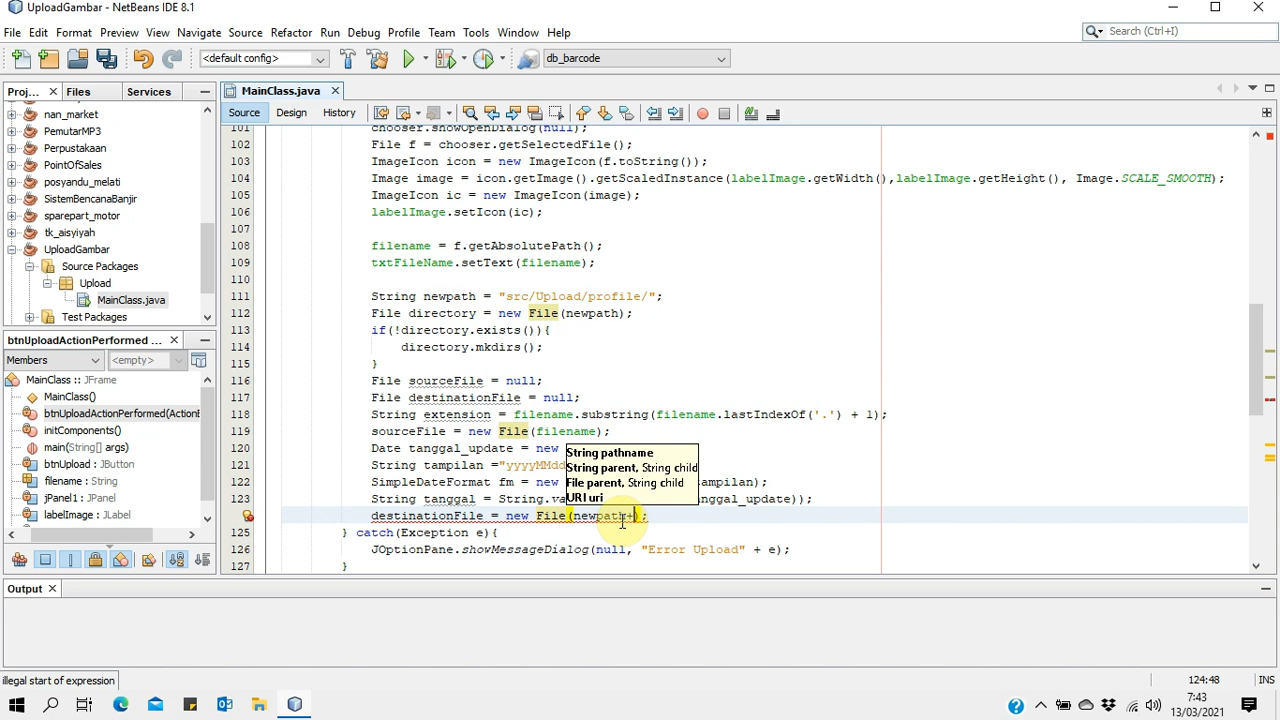 UploadGambar - NetBeans IDE 8.1
File Edit Format Preview View Navigate Source Refactor Run Debug Profile Team Tools Window Help
Search (Ctrl+I)
<default config>
db_barcode
Proj...
Files
Services
MainClass.java
Source
Design
History
nan_market
PemutarMP3
Perpustakaan
PointOfSales
posyandu_melati
SistemBencanaBanjir
sparepart_motor
tk_aisyiyah
UploadGambar
Source Packages
Upload
MainClass.java
Test Packages
btnUploadActionPerformed ...
Members
<empty>
MainClass :: JFrame
MainClass()
btnUploadActionPerformed(ActionE
initComponents()
main(String[] args)
btnUpload : JButton
filename : String
jPanel1 : JPanel
labelImage : JLabel
101 chooser.showOpenDialog(null);
102 File f = chooser.getSelectedFile();
103 ImageIcon icon = new ImageIcon(f.toString());
104 Image image = icon.getImage().getScaledInstance(labelImage.getWidth(),labelImage.getHeight(), Image.SCALE_SMOOTH);
105 ImageIcon ic = new ImageIcon(image);
106 labelImage.setIcon(ic);
107
108 filename = f.getAbsolutePath();
109 txtFileName.setText(filename);
110
111 String newpath = "src/Upload/profile/";
112 File directory = new File(newpath);
113 if(!directory.exists()){
114 directory.mkdirs();
115 }
116 File sourceFile = null;
117 File destinationFile = null;
118 String extension = filename.substring(filename.lastIndexOf('.') + 1);
119 sourceFile = new File(filename);
120 Date tanggal_update = new
121 String tampilan ="yyyyMMdd
122 SimpleDateFormat fm = new ampilan);
123 String tanggal = String.va anggal_update));
destinationFile = new File(newpath+);
125 } catch(Exception e){
126 JOptionPane.showMessageDialog(null, "Error Upload" + e);
127 }
String pathname
String parent, String child
File parent, String child
URI uri
Output
illegal start of expression
124:48
INS
7:43
13/03/2021